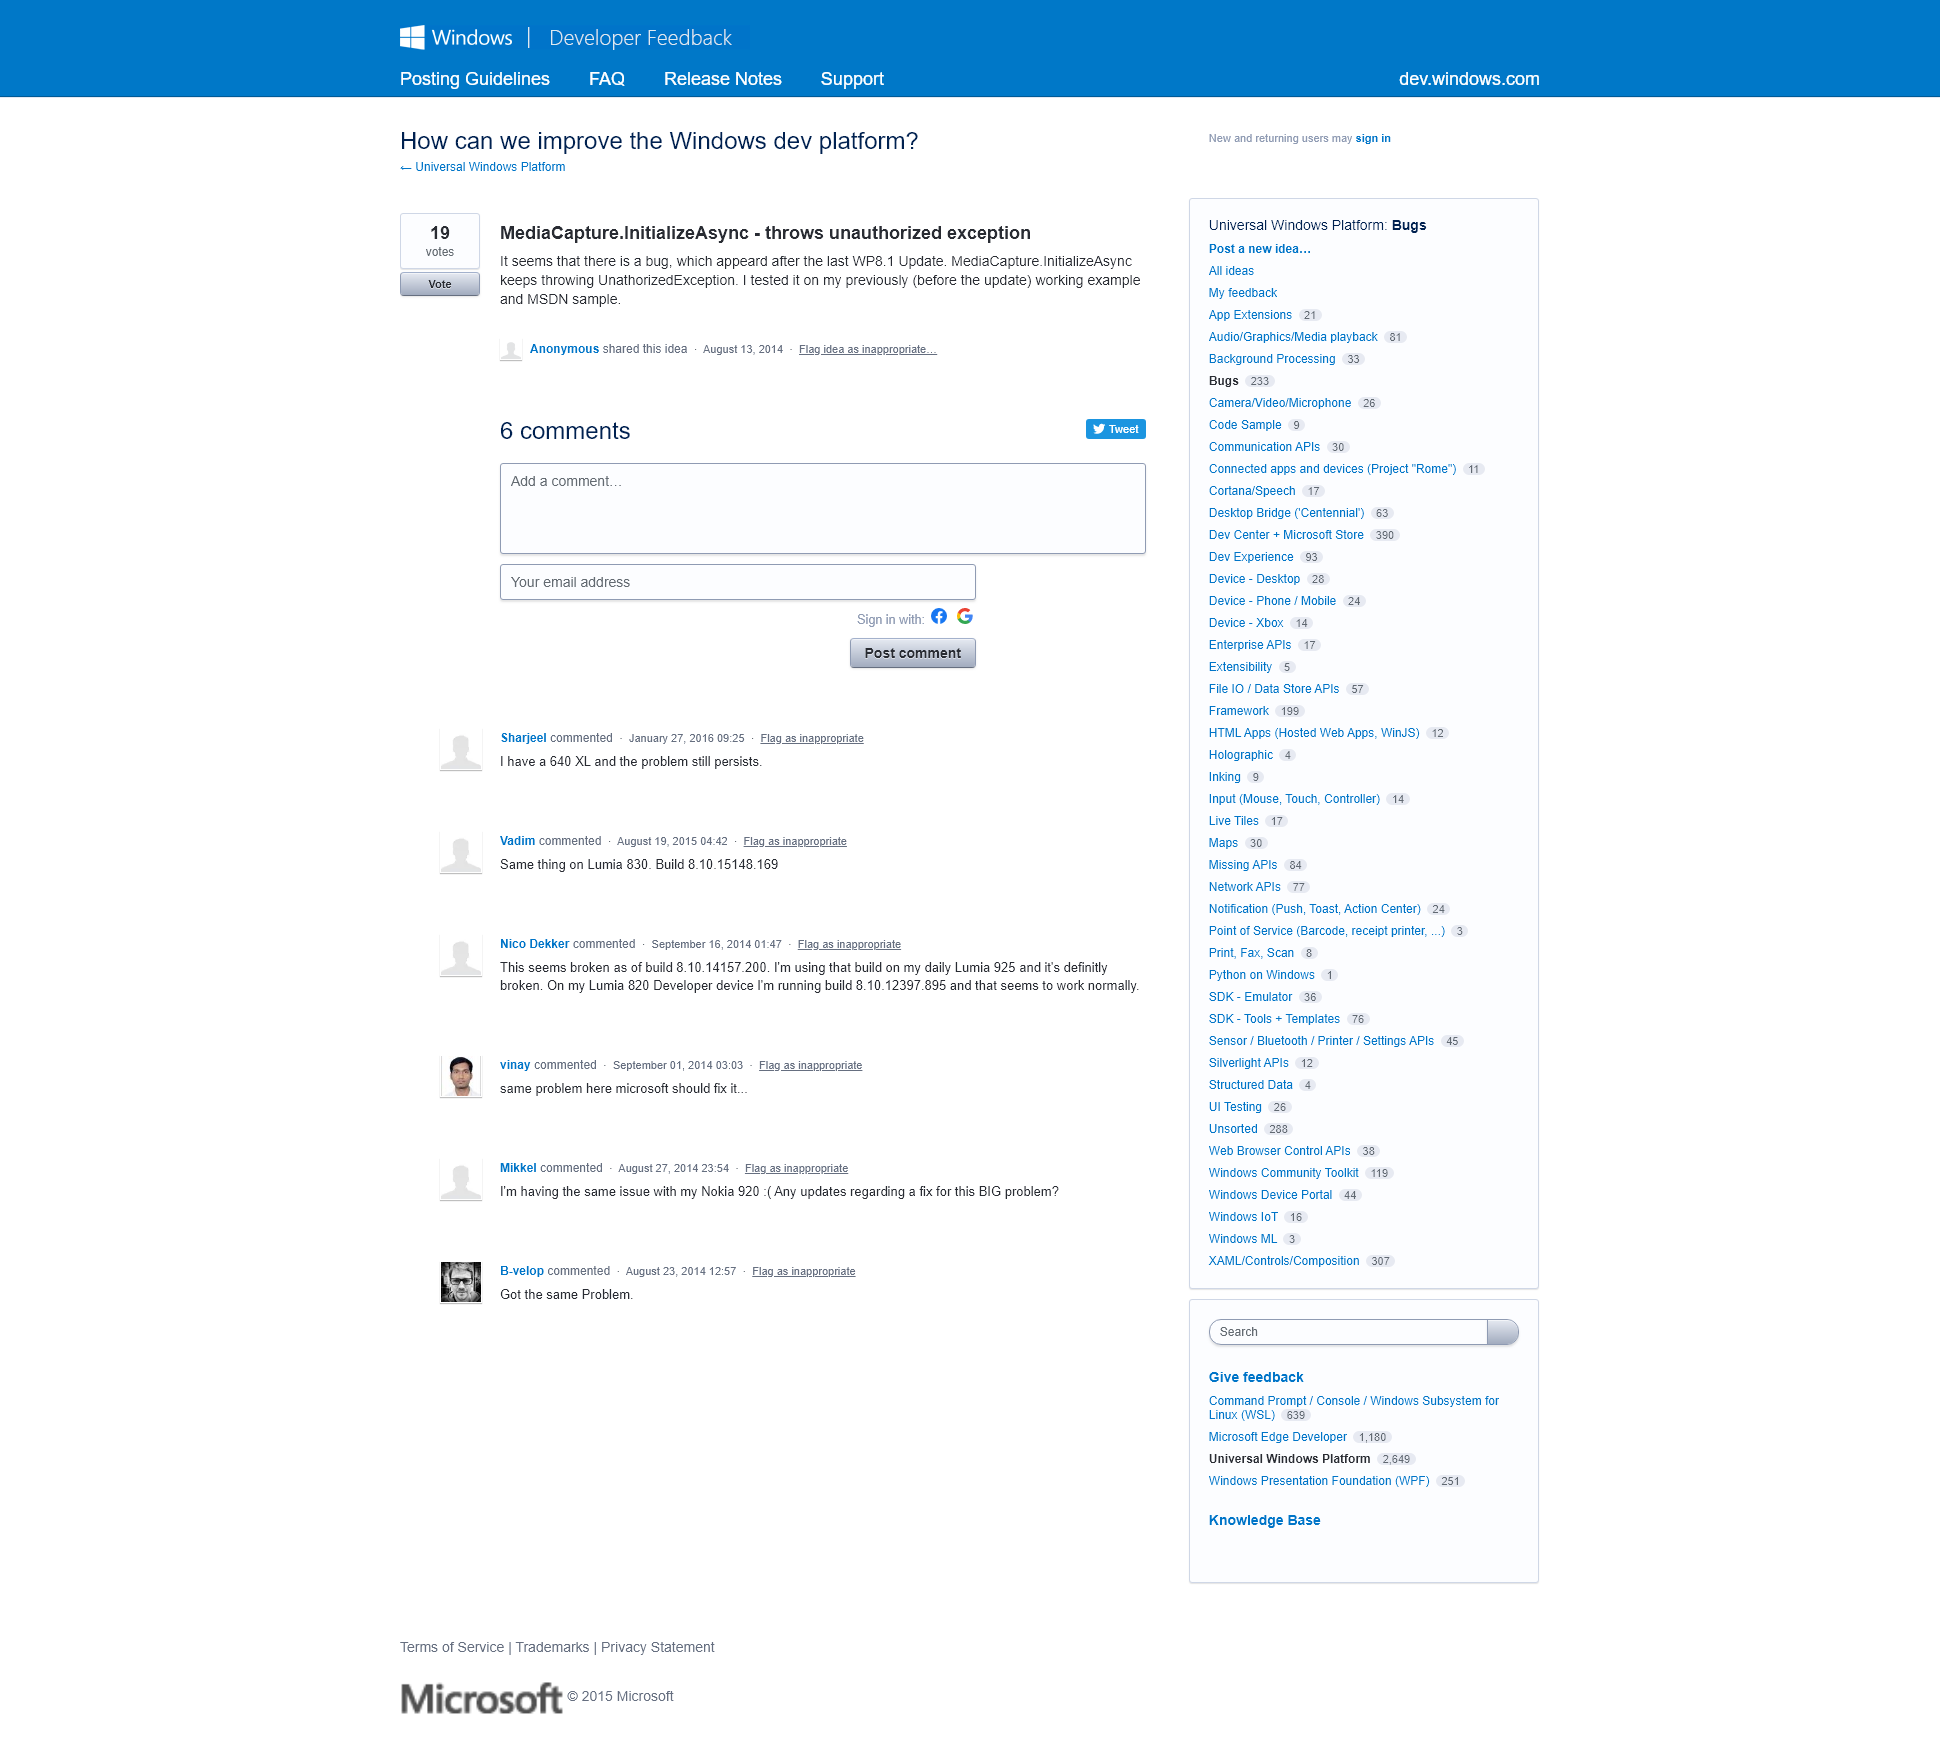 Windows | Developer Feedback
Posting Guidelines FAQ Release Notes Support dev.windows.com
How can we improve the Windows dev platform?
← Universal Windows Platform
New and returning users may sign in
19
votes
Vote
MediaCapture.InitializeAsync - throws unauthorized exception
It seems that there is a bug, which appeard after the last WP8.1 Update. MediaCapture.InitializeAsync
keeps throwing UnathorizedException. I tested it on my previously (before the update) working example
and MSDN sample.
Anonymous shared this idea · August 13, 2014 · Flag idea as inappropriate…
6 comments
Tweet
Add a comment…
Your email address
Sign in with:
Post comment
Sharjeel commented · January 27, 2016 09:25 · Flag as inappropriate
I have a 640 XL and the problem still persists.
Vadim commented · August 19, 2015 04:42 · Flag as inappropriate
Same thing on Lumia 830. Build 8.10.15148.169
Nico Dekker commented · September 16, 2014 01:47 · Flag as inappropriate
This seems broken as of build 8.10.14157.200. I'm using that build on my daily Lumia 925 and it's definitly
broken. On my Lumia 820 Developer device I'm running build 8.10.12397.895 and that seems to work normally.
vinay commented · September 01, 2014 03:03 · Flag as inappropriate
same problem here microsoft should fix it...
Mikkel commented · August 27, 2014 23:54 · Flag as inappropriate
I'm having the same issue with my Nokia 920 :( Any updates regarding a fix for this BIG problem?
B-velop commented · August 23, 2014 12:57 · Flag as inappropriate
Got the same Problem.
Universal Windows Platform: Bugs
Post a new idea…
All ideas
My feedback
App Extensions 21
Audio/Graphics/Media playback 81
Background Processing 33
Bugs 233
Camera/Video/Microphone 26
Code Sample 9
Communication APIs 30
Connected apps and devices (Project "Rome") 11
Cortana/Speech 17
Desktop Bridge ('Centennial') 63
Dev Center + Microsoft Store 390
Dev Experience 93
Device - Desktop 28
Device - Phone / Mobile 24
Device - Xbox 14
Enterprise APIs 17
Extensibility 5
File IO / Data Store APIs 57
Framework 199
HTML Apps (Hosted Web Apps, WinJS) 12
Holographic 4
Inking 9
Input (Mouse, Touch, Controller) 14
Live Tiles 17
Maps 30
Missing APIs 84
Network APIs 77
Notification (Push, Toast, Action Center) 24
Point of Service (Barcode, receipt printer, ...) 3
Print, Fax, Scan 8
Python on Windows 1
SDK - Emulator 36
SDK - Tools + Templates 76
Sensor / Bluetooth / Printer / Settings APIs 45
Silverlight APIs 12
Structured Data 4
UI Testing 26
Unsorted 288
Web Browser Control APIs 38
Windows Community Toolkit 119
Windows Device Portal 44
Windows IoT 16
Windows ML 3
XAML/Controls/Composition 307
Search
Give feedback
Command Prompt / Console / Windows Subsystem for
Linux (WSL) 639
Microsoft Edge Developer 1,180
Universal Windows Platform 2,649
Windows Presentation Foundation (WPF) 251
Knowledge Base
Terms of Service | Trademarks | Privacy Statement
Microsoft © 2015 Microsoft